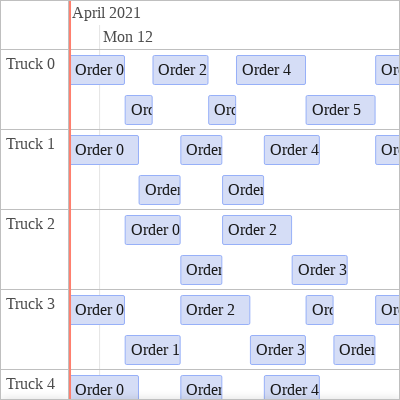 April 2021
Mon 12
Truck 0
Order 0
Order 2
Order 4
Order 5
Truck 1
Order 0
Order
Order 4
Order
Order
Truck 2
Order 0
Order 2
Order
Order 3
Truck 3
Order 0
Order 2
Order 1
Order 3
Order
Truck 4
Order 0
Order
Order 4